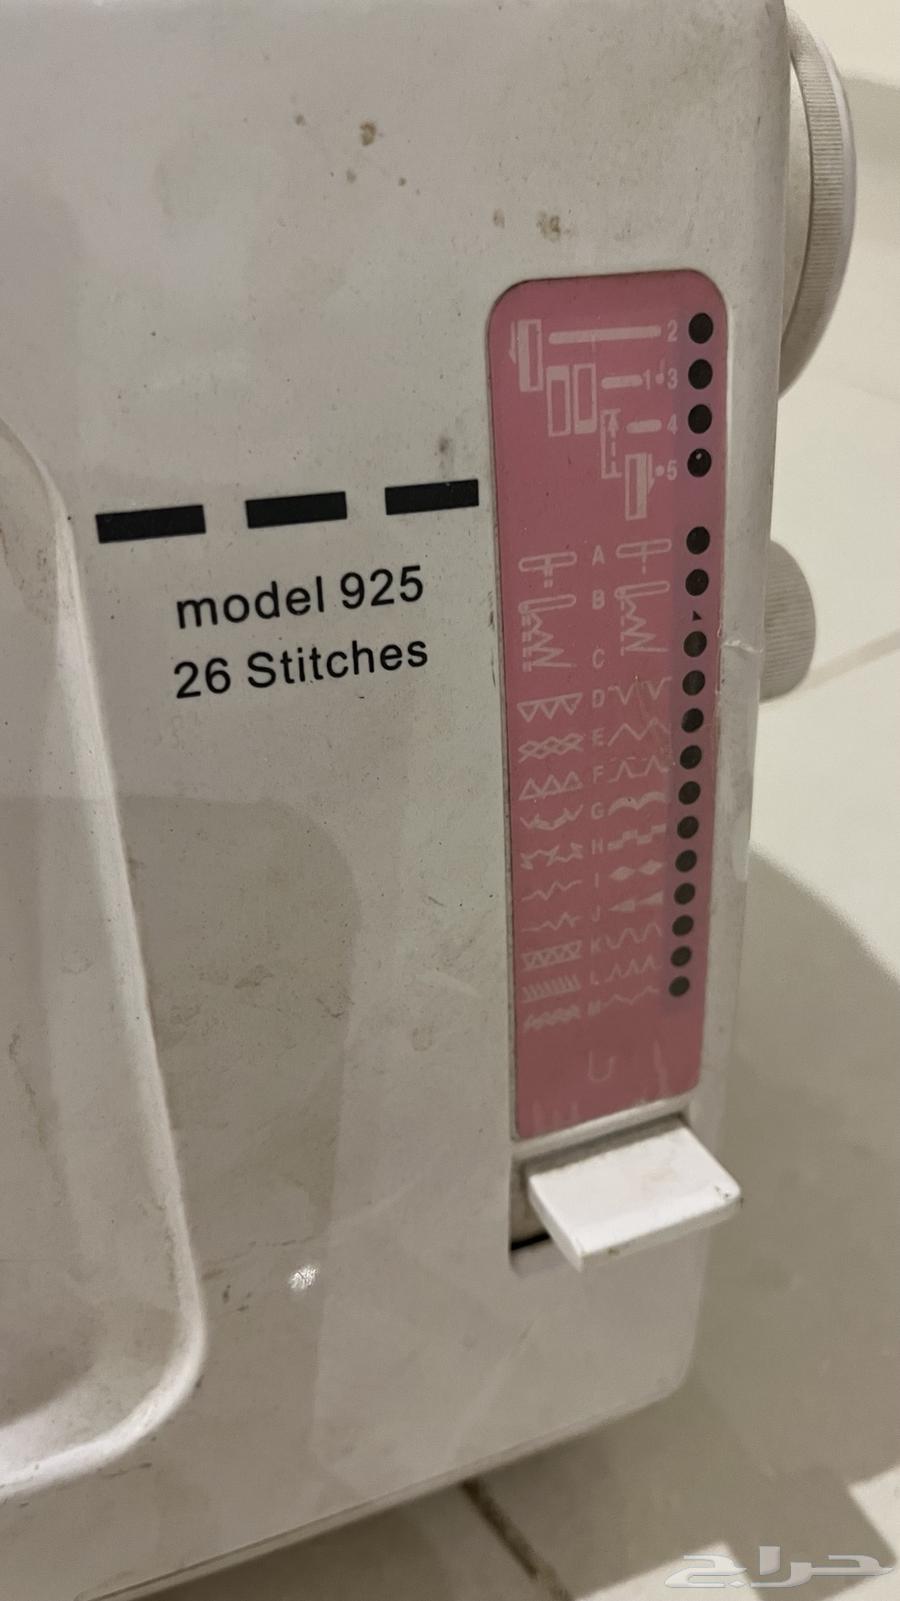 2
1•3
4
•5
model 925
26 Stitches
A
B
C
D
E
F
G
H
I
J
K
L
M
حراج